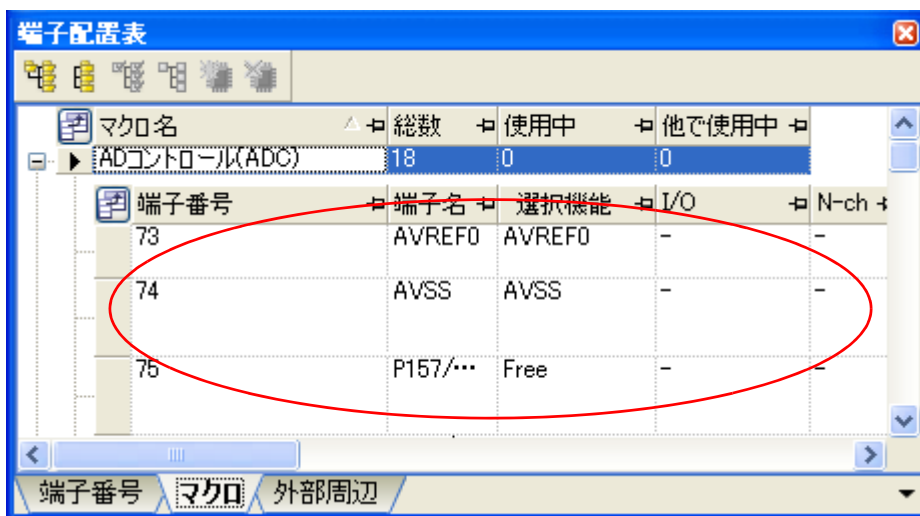 端子配置表
マクロ名 総数 使用中 他で使用中
ADコントロール(ADC) 18 0 0
端子番号 端子名 選択機能 I/O N-ch
73 AVREF0 AVREF0 - -
74 AVSS AVSS - -
75 P157/… Free - -
端子番号 マクロ 外部周辺